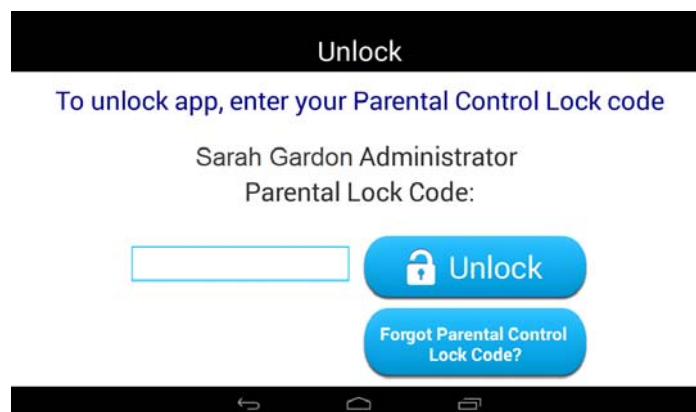 Unlock
To unlock app, enter your Parental Control Lock code
Sarah Gardon Administrator
Parental Lock Code:
Unlock
Forgot Parental Control
Lock Code?